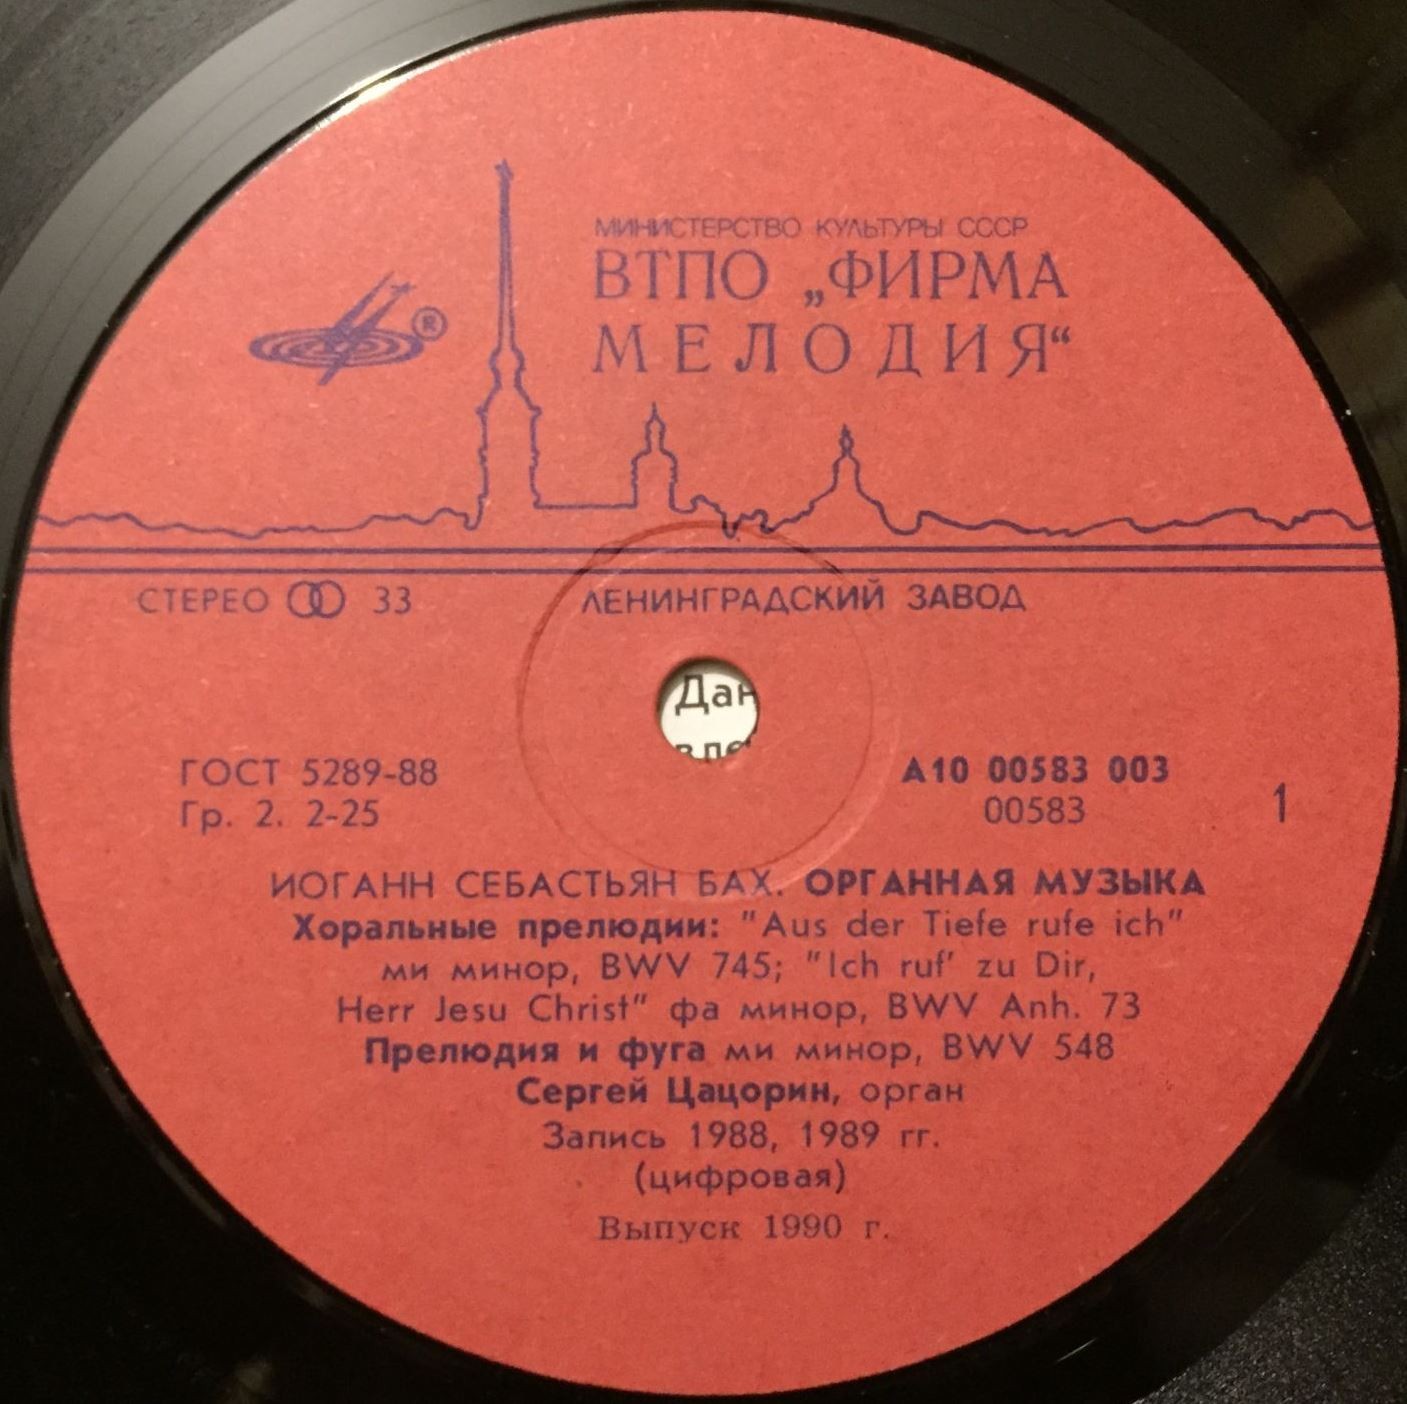 МИНИСТЕРСТВО КУЛЬТУРЫ СССР
ВТПО „ФИРМА
МЕЛОДИЯ“
®
СТЕРЕО 33
ЛЕНИНГРАДСКИЙ ЗАВОД
Дан
ГОСТ 5289-88
Гр. 2. 2-25
А10 00583 003
00583
1
ИОГАНН СЕБАСТЬЯН БАХ. ОРГАННАЯ МУЗЫКА
Хоральные прелюдии: "Aus der Tiefe rufe ich"
ми минор, BWV 745; "Ich ruf' zu Dir,
Herr Jesu Christ" фа минор, BWV Anh. 73
Прелюдия и фуга ми минор, BWV 548
Сергей Цацорин, орган
Запись 1988, 1989 гг.
(цифровая)
Выпуск 1990 г.